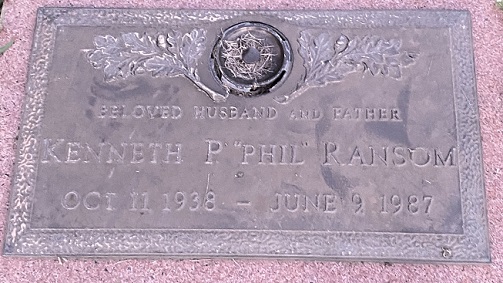 BELOVED HUSBAND AND FATHER
KENNETH P "PHIL" RANSOM
OCT 11 1938 – JUNE 9 1987